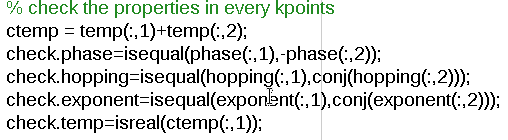 % check the properties in every kpoints
ctemp = temp(:,1)+temp(:,2);
check.phase=isequal(phase(:,1),-phase(:,2));
check.hopping=isequal(hopping(:,1),conj(hopping(:,2)));
check.exponent=isequal(exponent(:,1),conj(exponent(:,2)));
check.temp=isreal(ctemp(:,1));